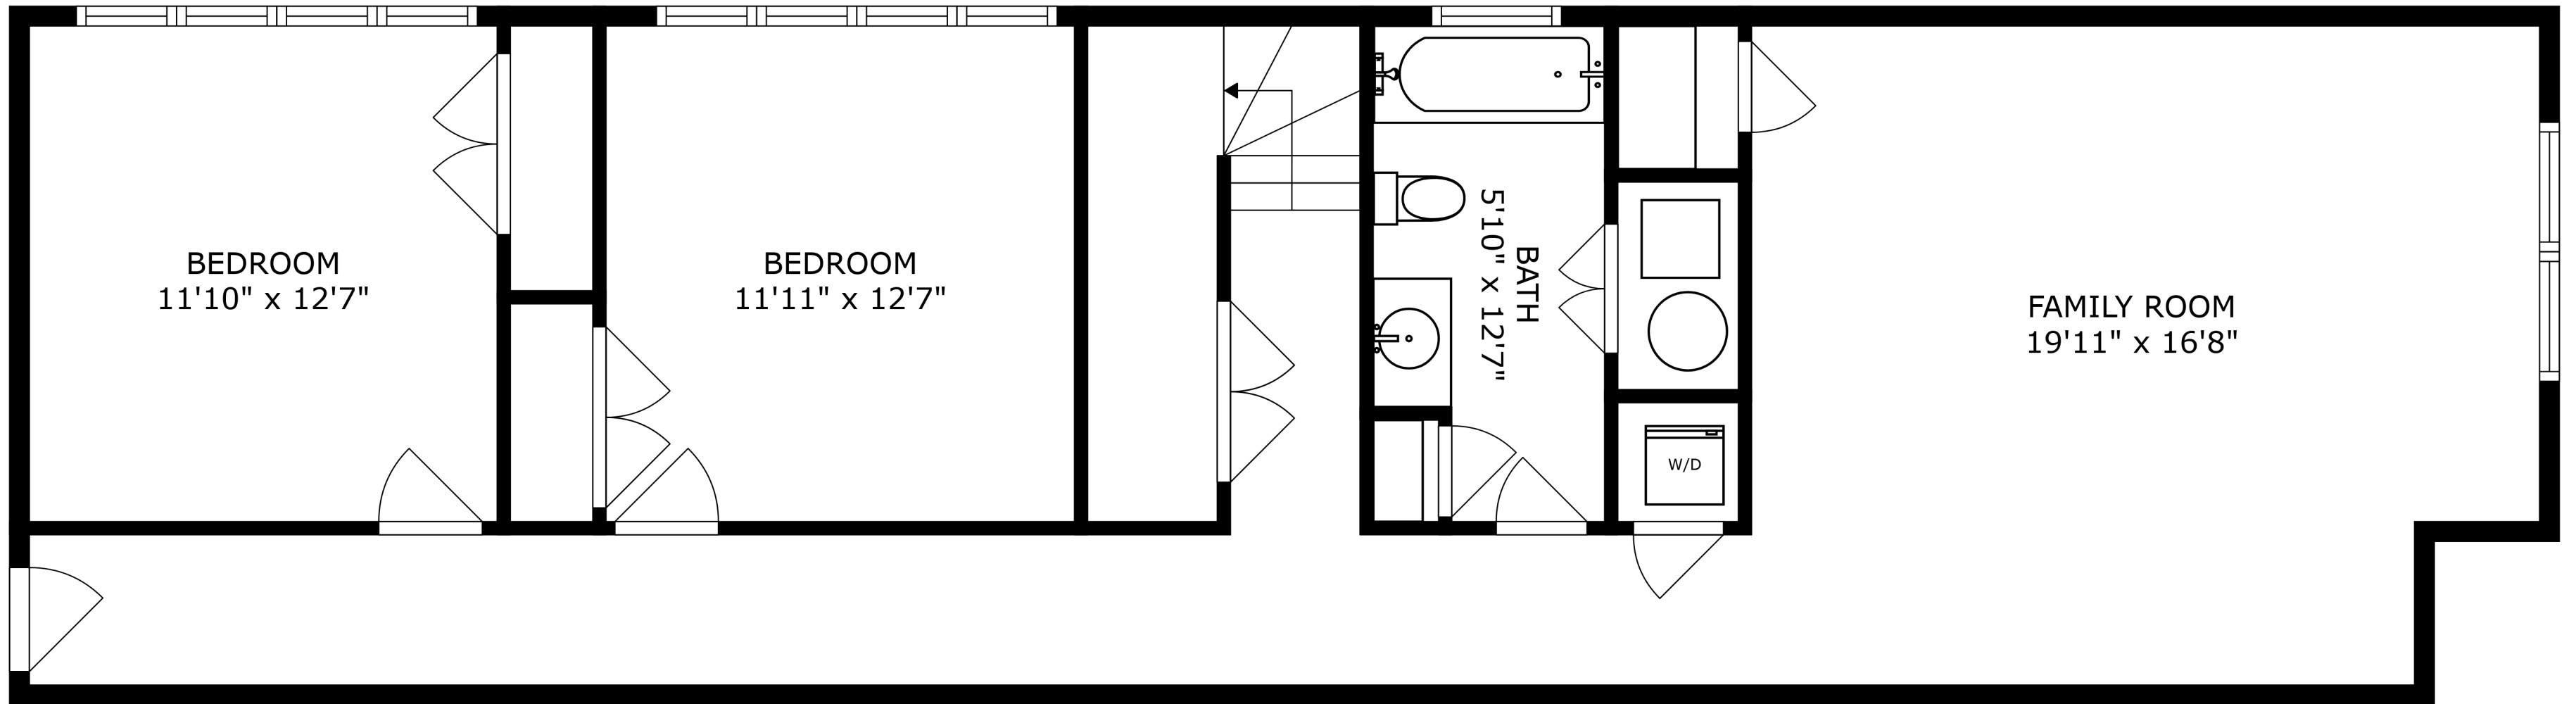 BEDROOM
11'10" x 12'7"
BEDROOM
11'11" x 12'7"
BATH
5'10" x 12'7"
W/D
FAMILY ROOM
19'11" x 16'8"